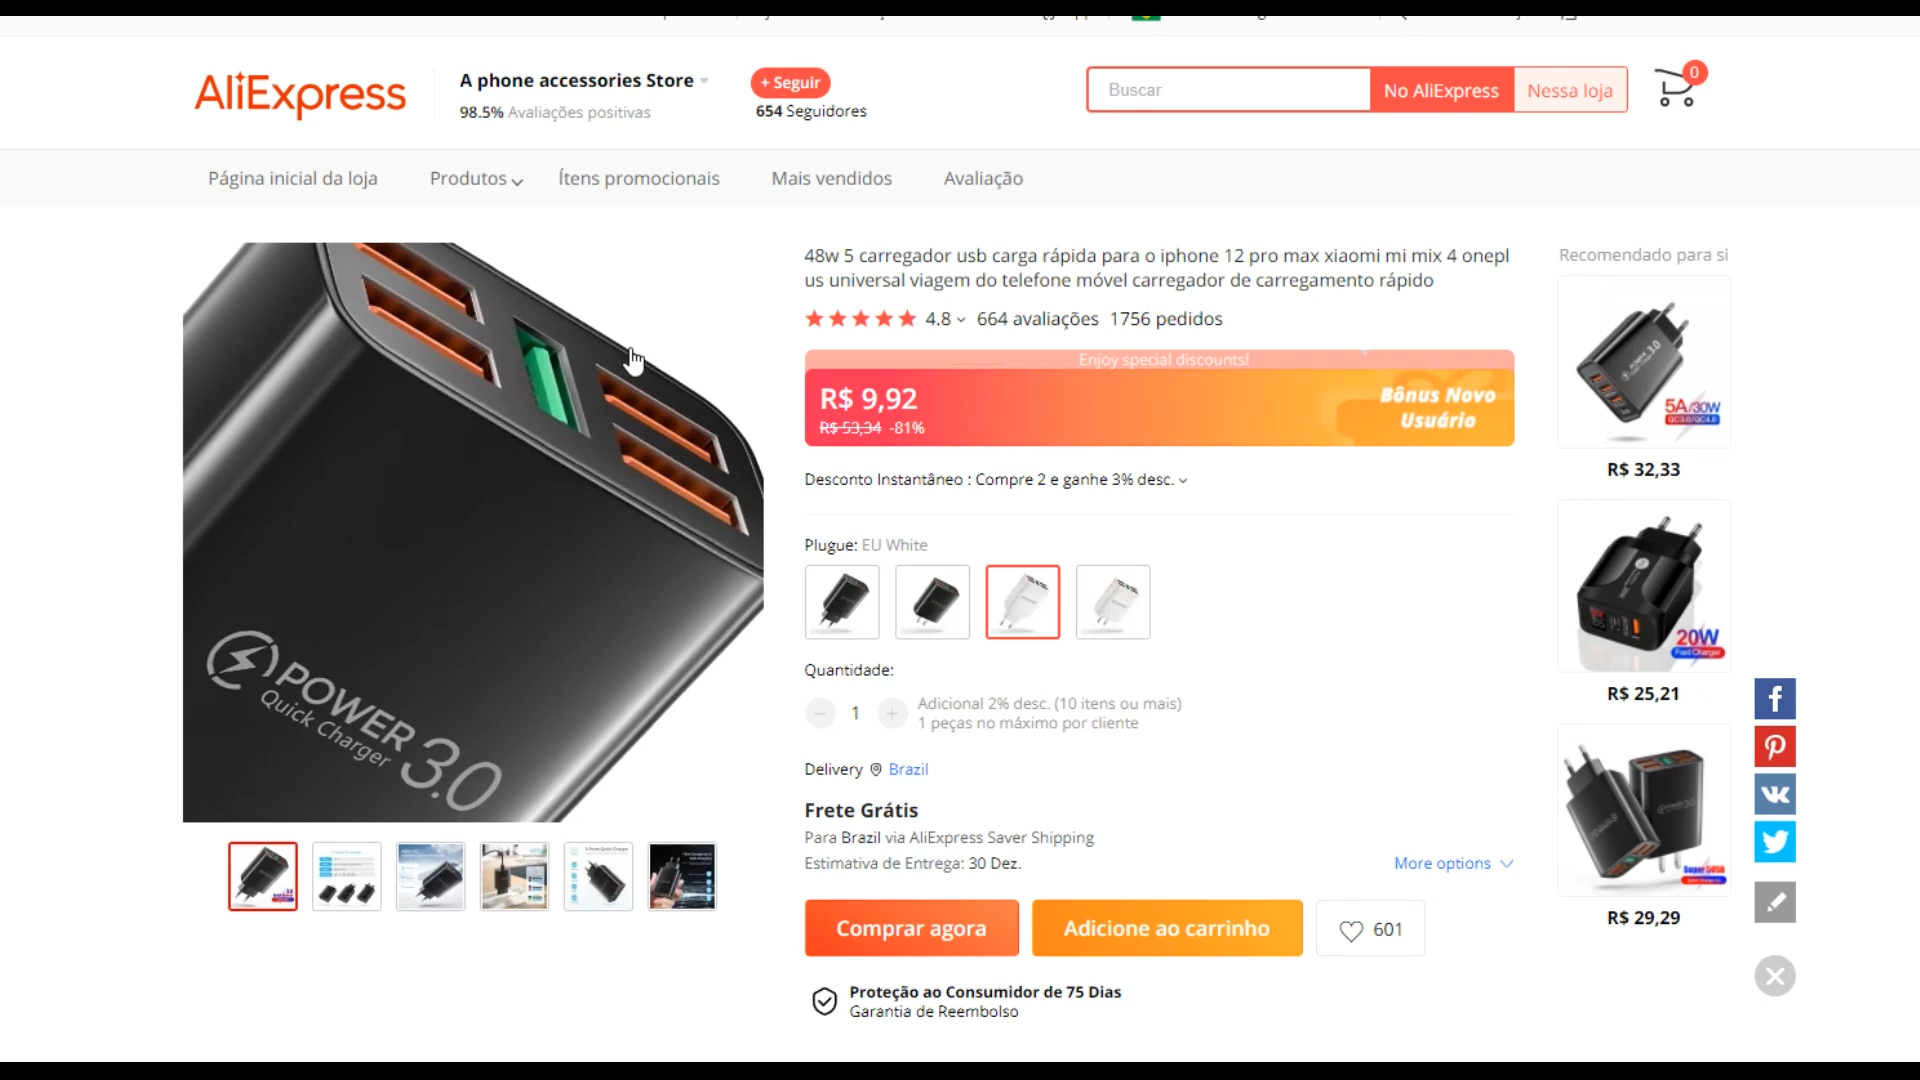 AliExpress
A phone accessories Store
98.5% Avaliações positivas
+ Seguir
654 Seguidores
Buscar
No AliExpress
Nessa loja
0
Página inicial da loja
Produtos
Ítens promocionais
Mais vendidos
Avaliação
POWER 3.0
Quick Charger
48w 5 carregador usb carga rápida para o iphone 12 pro max xiaomi mi mix 4 onepl
us universal viagem do telefone móvel carregador de carregamento rápido
4.8
664 avaliações
1756 pedidos
Enjoy special discounts!
R$ 9,92
R$ 53,34 -81%
Bônus Novo
Usuário
Desconto Instantâneo : Compre 2 e ganhe 3% desc.
Plugue: EU White
Quantidade:
1
Adicional 2% desc. (10 itens ou mais)
1 peças no máximo por cliente
Delivery
Brazil
Frete Grátis
Para Brazil via AliExpress Saver Shipping
Estimativa de Entrega: 30 Dez.
More options
Comprar agora
Adicione ao carrinho
601
Proteção ao Consumidor de 75 Dias
Garantia de Reembolso
Recomendado para si
5A/30W
QC3.0/QC4.0
R$ 32,33
20W
Fast Charger
R$ 25,21
R$ 29,29